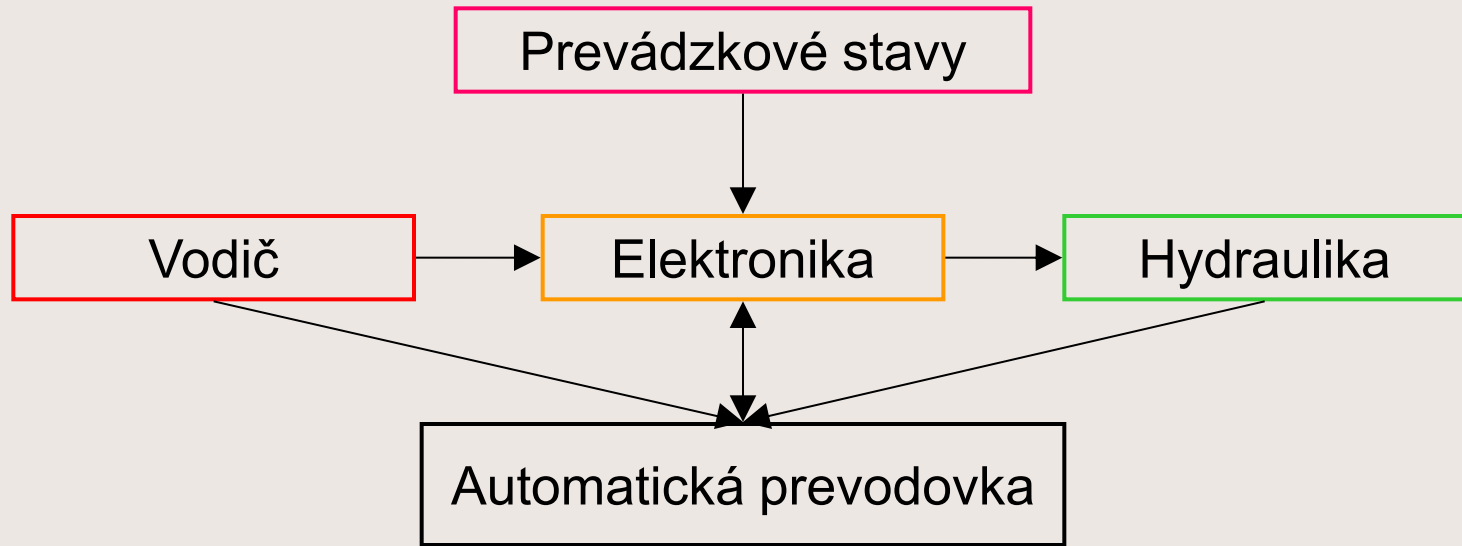 Prevádzkové stavy
Vodič
Elektronika
Hydraulika
Automatická prevodovka